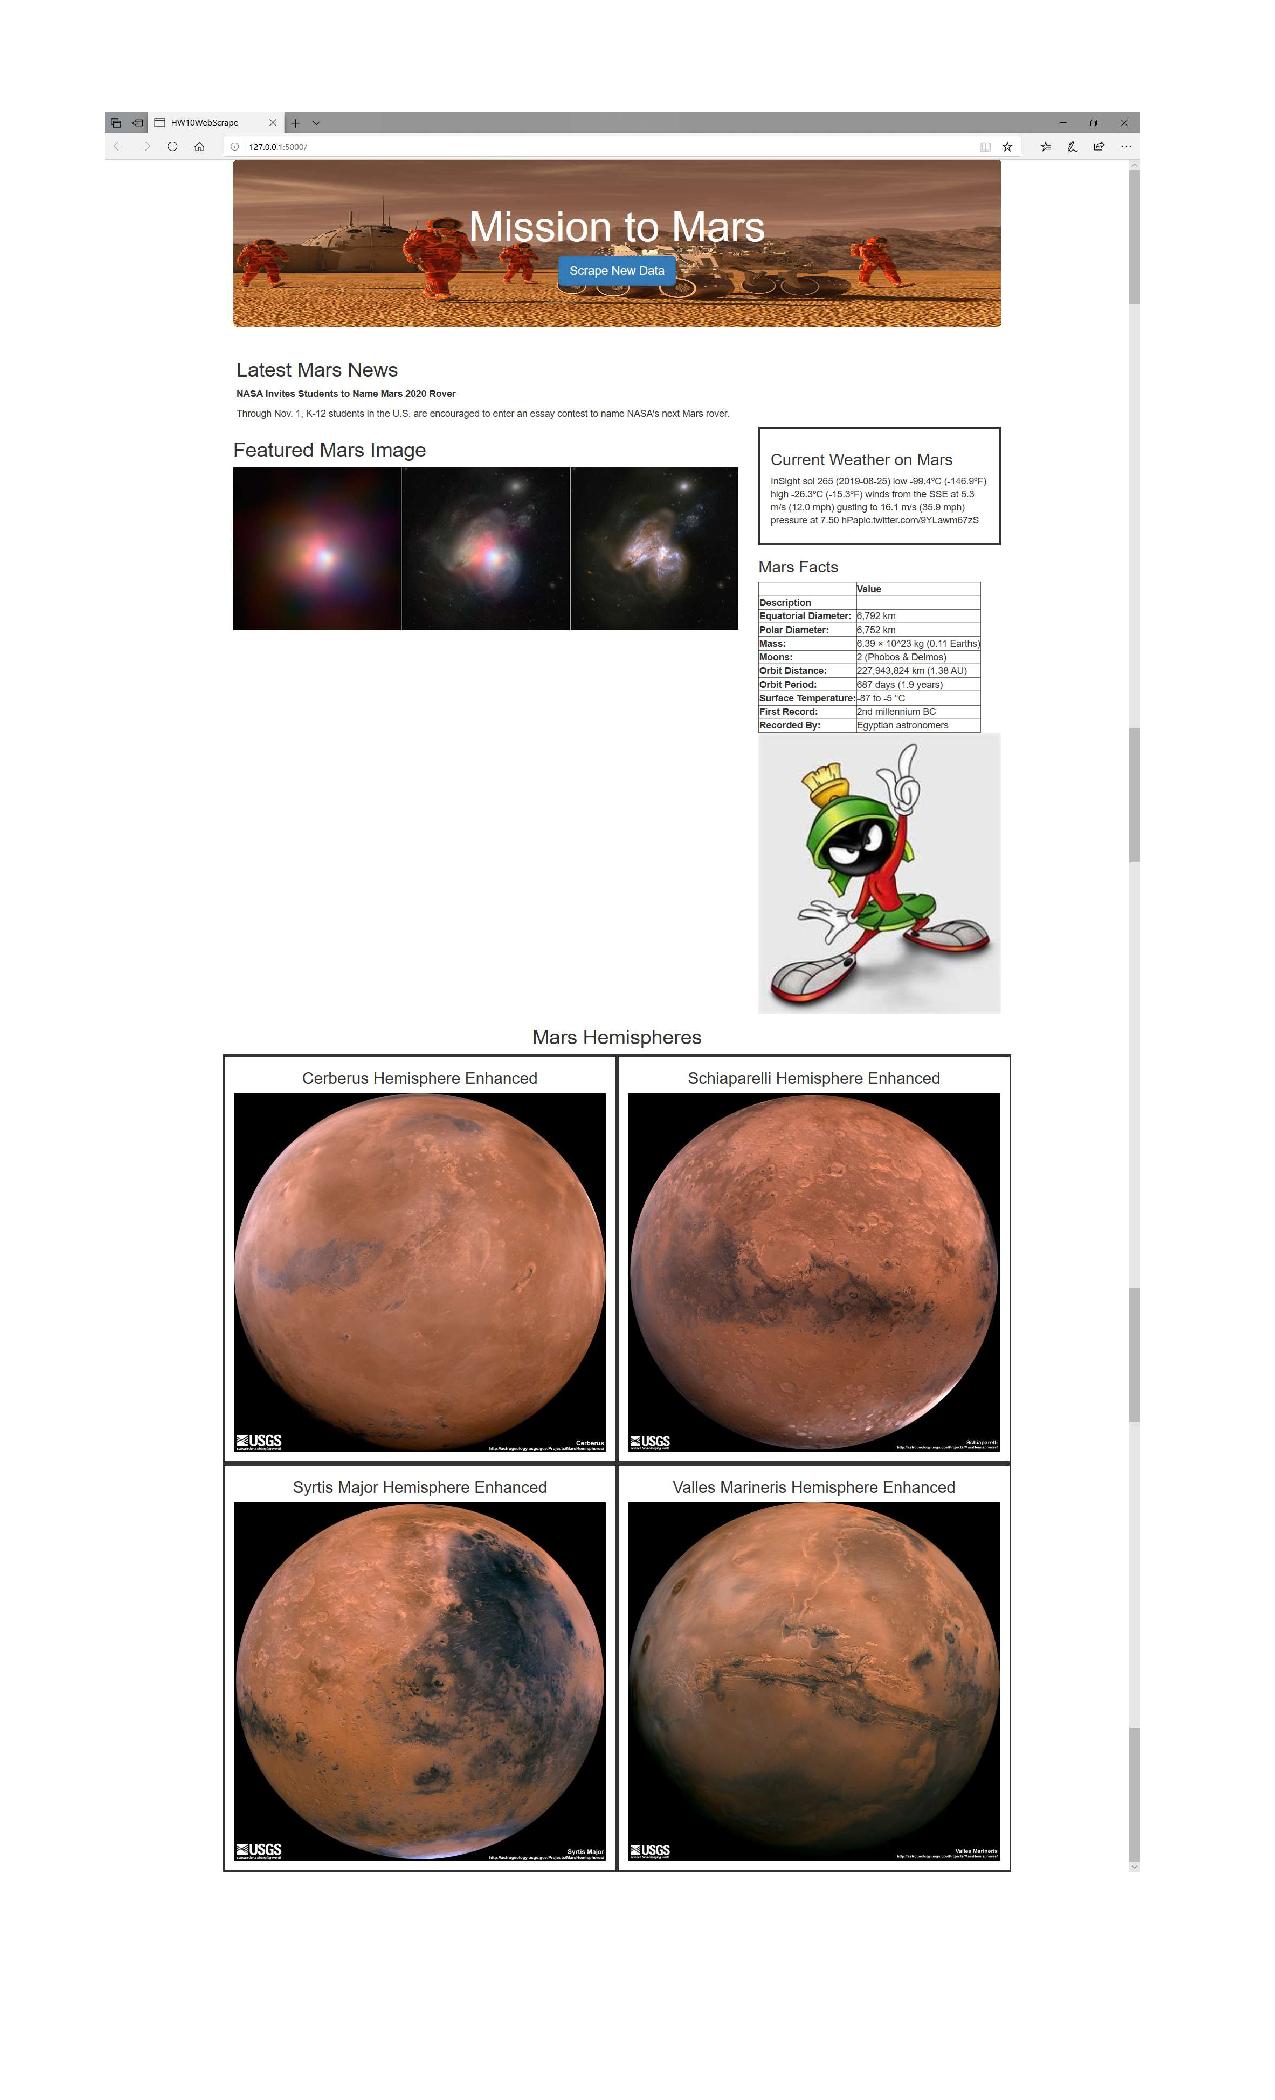 HW10WebScrape
127.0.0.1:5000/
Mission to Mars
Scrape New Data
Latest Mars News
NASA Invites Students to Name Mars 2020 Rover
Through Nov. 1, K-12 students in the U.S. are encouraged to enter an essay contest to name NASA's next Mars rover.
Featured Mars Image
Current Weather on Mars
InSight sol 265 (2019-08-25) low -99.4ºC (-146.9ºF)
high -26.3ºC (-15.3ºF) winds from the SSE at 5.3
m/s (12.0 mph) gusting to 16.1 m/s (35.9 mph)
pressure at 7.50 hPapic.twitter.com/9YLawm67zS
Mars Facts
Value
Description
Equatorial Diameter: 6,792 km
Polar Diameter: 6,752 km
Mass: 6.39 × 10^23 kg (0.11 Earths)
Moons: 2 (Phobos & Deimos)
Orbit Distance: 227,943,824 km (1.38 AU)
Orbit Period: 687 days (1.9 years)
Surface Temperature: -87 to -5 °C
First Record: 2nd millennium BC
Recorded By: Egyptian astronomers
Mars Hemispheres
Cerberus Hemisphere Enhanced
USGS
Cerberus
Schiaparelli Hemisphere Enhanced
USGS
Schiaparelli
Syrtis Major Hemisphere Enhanced
USGS
Syrtis Major
Valles Marineris Hemisphere Enhanced
USGS
Valles Marineris